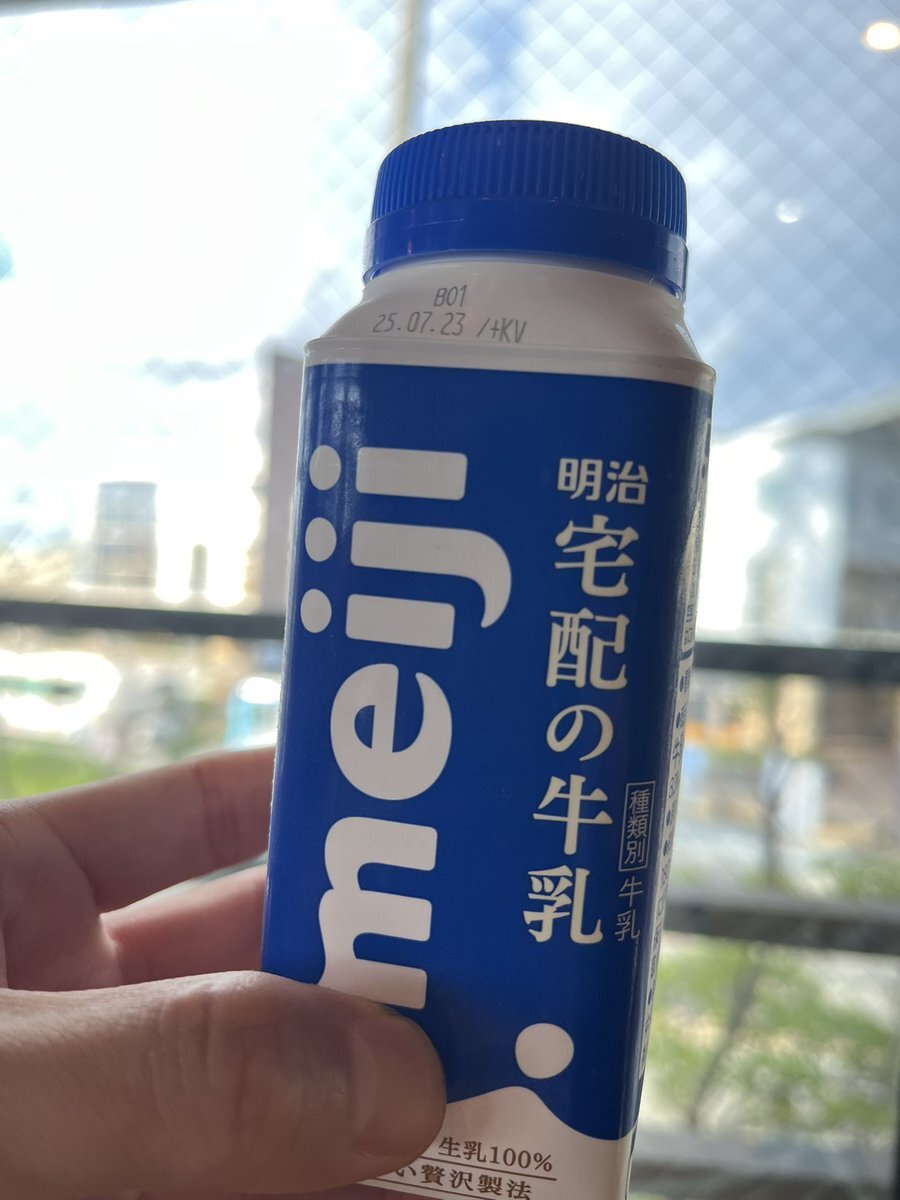 B01
25.07.23 /+KV
meiji
明治
宅配の牛乳
種類別 牛乳
生乳100%
い贅沢製法